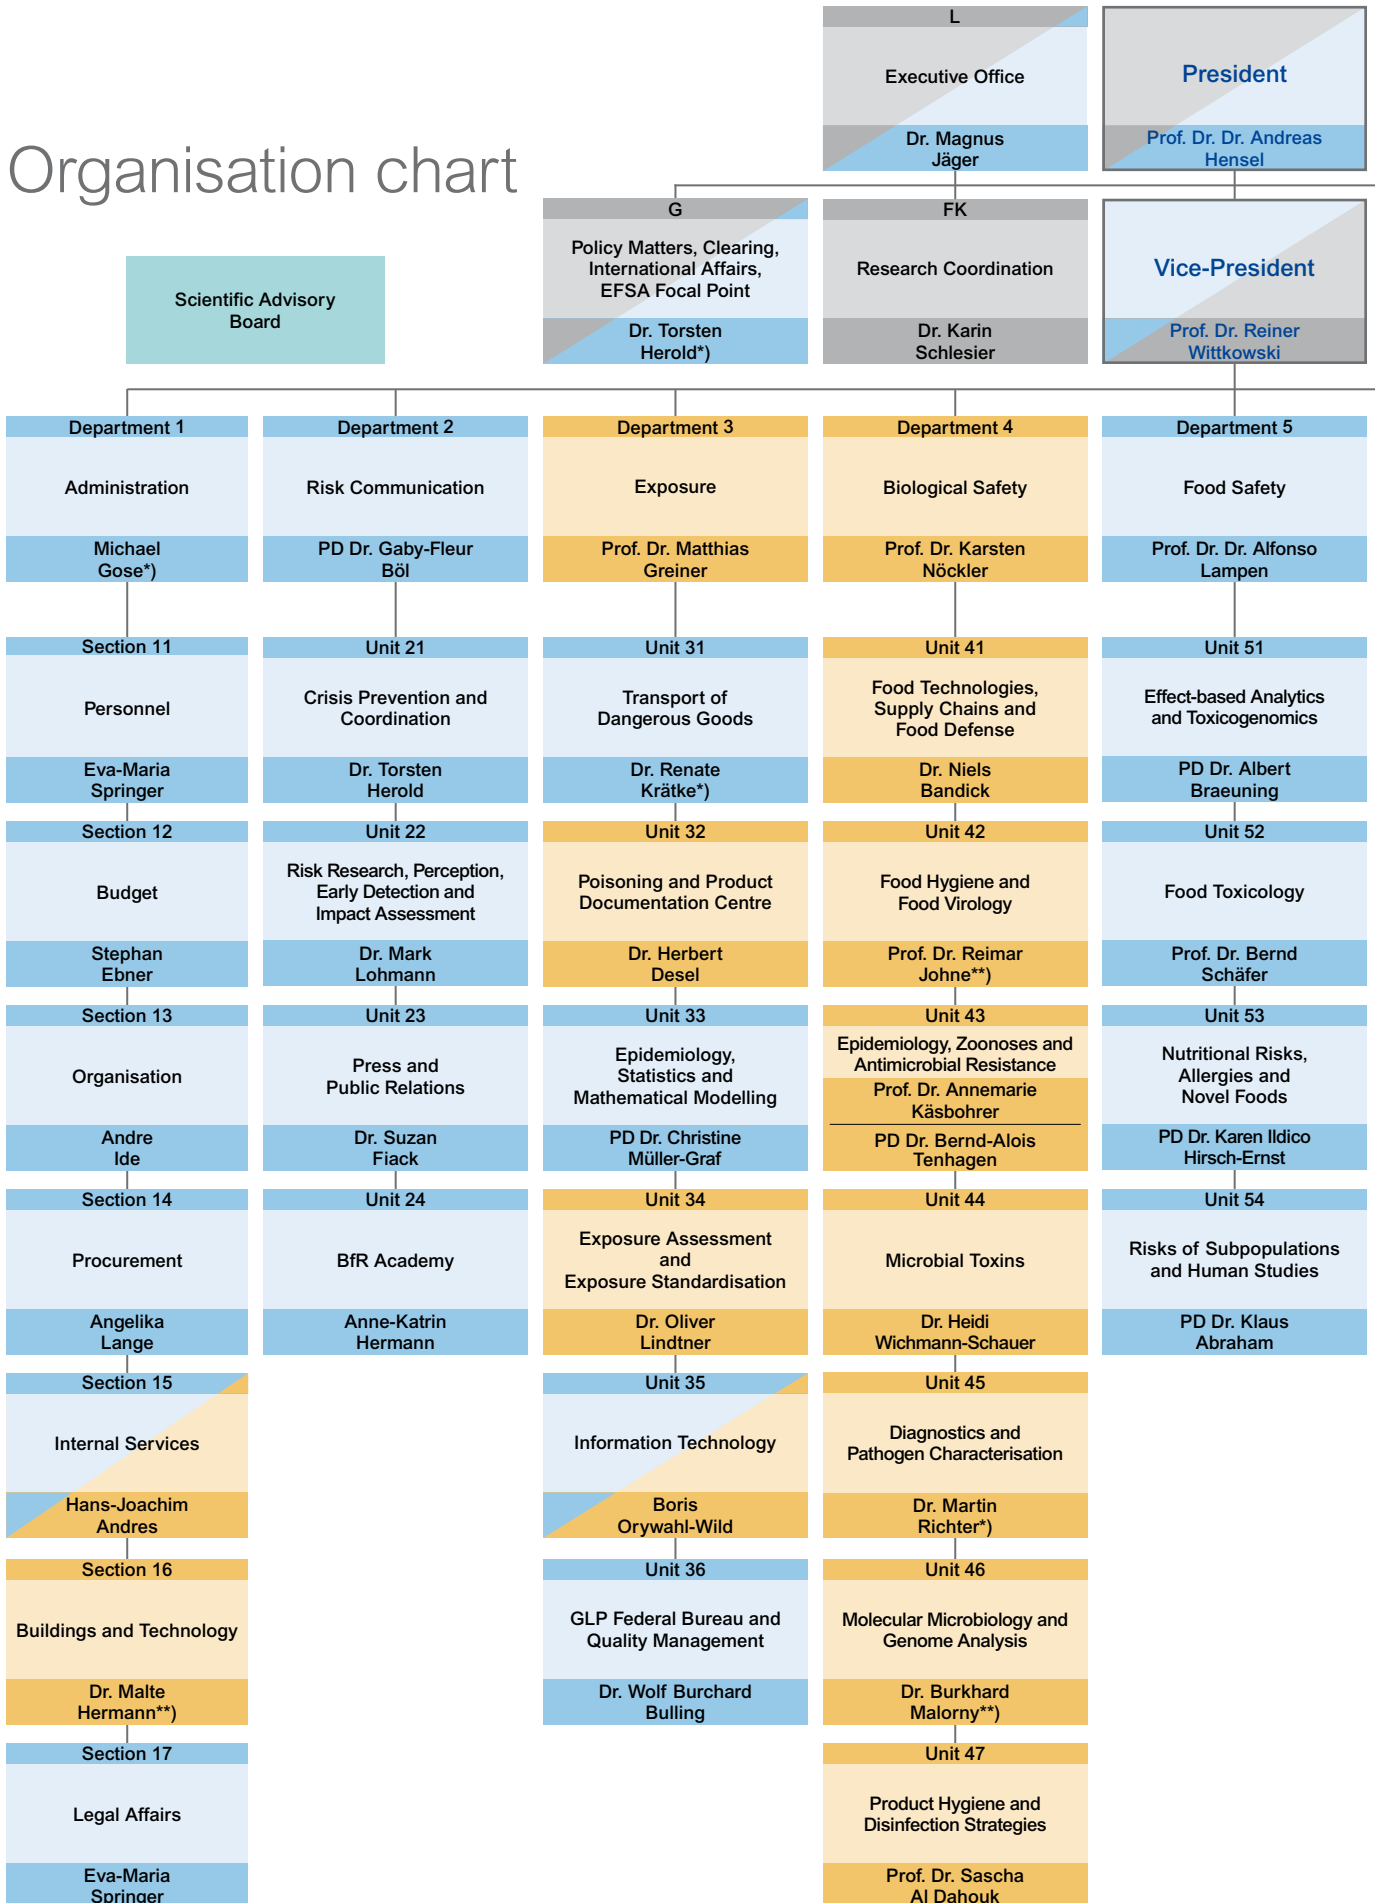 Organisation chart
L
Executive Office
Dr. Magnus
Jäger
President
Prof. Dr. Dr. Andreas
Hensel
G
Policy Matters, Clearing,
International Affairs,
EFSA Focal Point
Dr. Torsten
Herold*)
FK
Research Coordination
Dr. Karin
Schlesier
Vice-President
Prof. Dr. Reiner
Wittkowski
Scientific Advisory
Board
Department 1
Administration
Michael
Gose*)
Section 11
Personnel
Eva-Maria
Springer
Section 12
Budget
Stephan
Ebner
Section 13
Organisation
Andre
Ide
Section 14
Procurement
Angelika
Lange
Section 15
Internal Services
Hans-Joachim
Andres
Section 16
Buildings and Technology
Dr. Malte
Hermann**)
Section 17
Legal Affairs
Eva-Maria
Springer
Department 2
Risk Communication
PD Dr. Gaby-Fleur
Böl
Unit 21
Crisis Prevention and
Coordination
Dr. Torsten
Herold
Unit 22
Risk Research, Perception,
Early Detection and
Impact Assessment
Dr. Mark
Lohmann
Unit 23
Press and
Public Relations
Dr. Suzan
Fiack
Unit 24
BfR Academy
Anne-Katrin
Hermann
Department 3
Exposure
Prof. Dr. Matthias
Greiner
Unit 31
Transport of
Dangerous Goods
Dr. Renate
Krätke*)
Unit 32
Poisoning and Product
Documentation Centre
Dr. Herbert
Desel
Unit 33
Epidemiology,
Statistics and
Mathematical Modelling
PD Dr. Christine
Müller-Graf
Unit 34
Exposure Assessment
and
Exposure Standardisation
Dr. Oliver
Lindtner
Unit 35
Information Technology
Boris
Orywahl-Wild
Unit 36
GLP Federal Bureau and
Quality Management
Dr. Wolf Burchard
Bulling
Department 4
Biological Safety
Prof. Dr. Karsten
Nöckler
Unit 41
Food Technologies,
Supply Chains and
Food Defense
Dr. Niels
Bandick
Unit 42
Food Hygiene and
Food Virology
Prof. Dr. Reimar
Johne**)
Unit 43
Epidemiology, Zoonoses and
Antimicrobial Resistance
Prof. Dr. Annemarie
Käsbohrer
PD Dr. Bernd-Alois
Tenhagen
Unit 44
Microbial Toxins
Dr. Heidi
Wichmann-Schauer
Unit 45
Diagnostics and
Pathogen Characterisation
Dr. Martin
Richter*)
Unit 46
Molecular Microbiology and
Genome Analysis
Dr. Burkhard
Malorny**)
Unit 47
Product Hygiene and
Disinfection Strategies
Prof. Dr. Sascha
Al Dahouk
Department 5
Food Safety
Prof. Dr. Dr. Alfonso
Lampen
Unit 51
Effect-based Analytics
and Toxicogenomics
PD Dr. Albert
Braeuning
Unit 52
Food Toxicology
Prof. Dr. Bernd
Schäfer
Unit 53
Nutritional Risks,
Allergies and
Novel Foods
PD Dr. Karen Ildico
Hirsch-Ernst
Unit 54
Risks of Subpopulations
and Human Studies
PD Dr. Klaus
Abraham